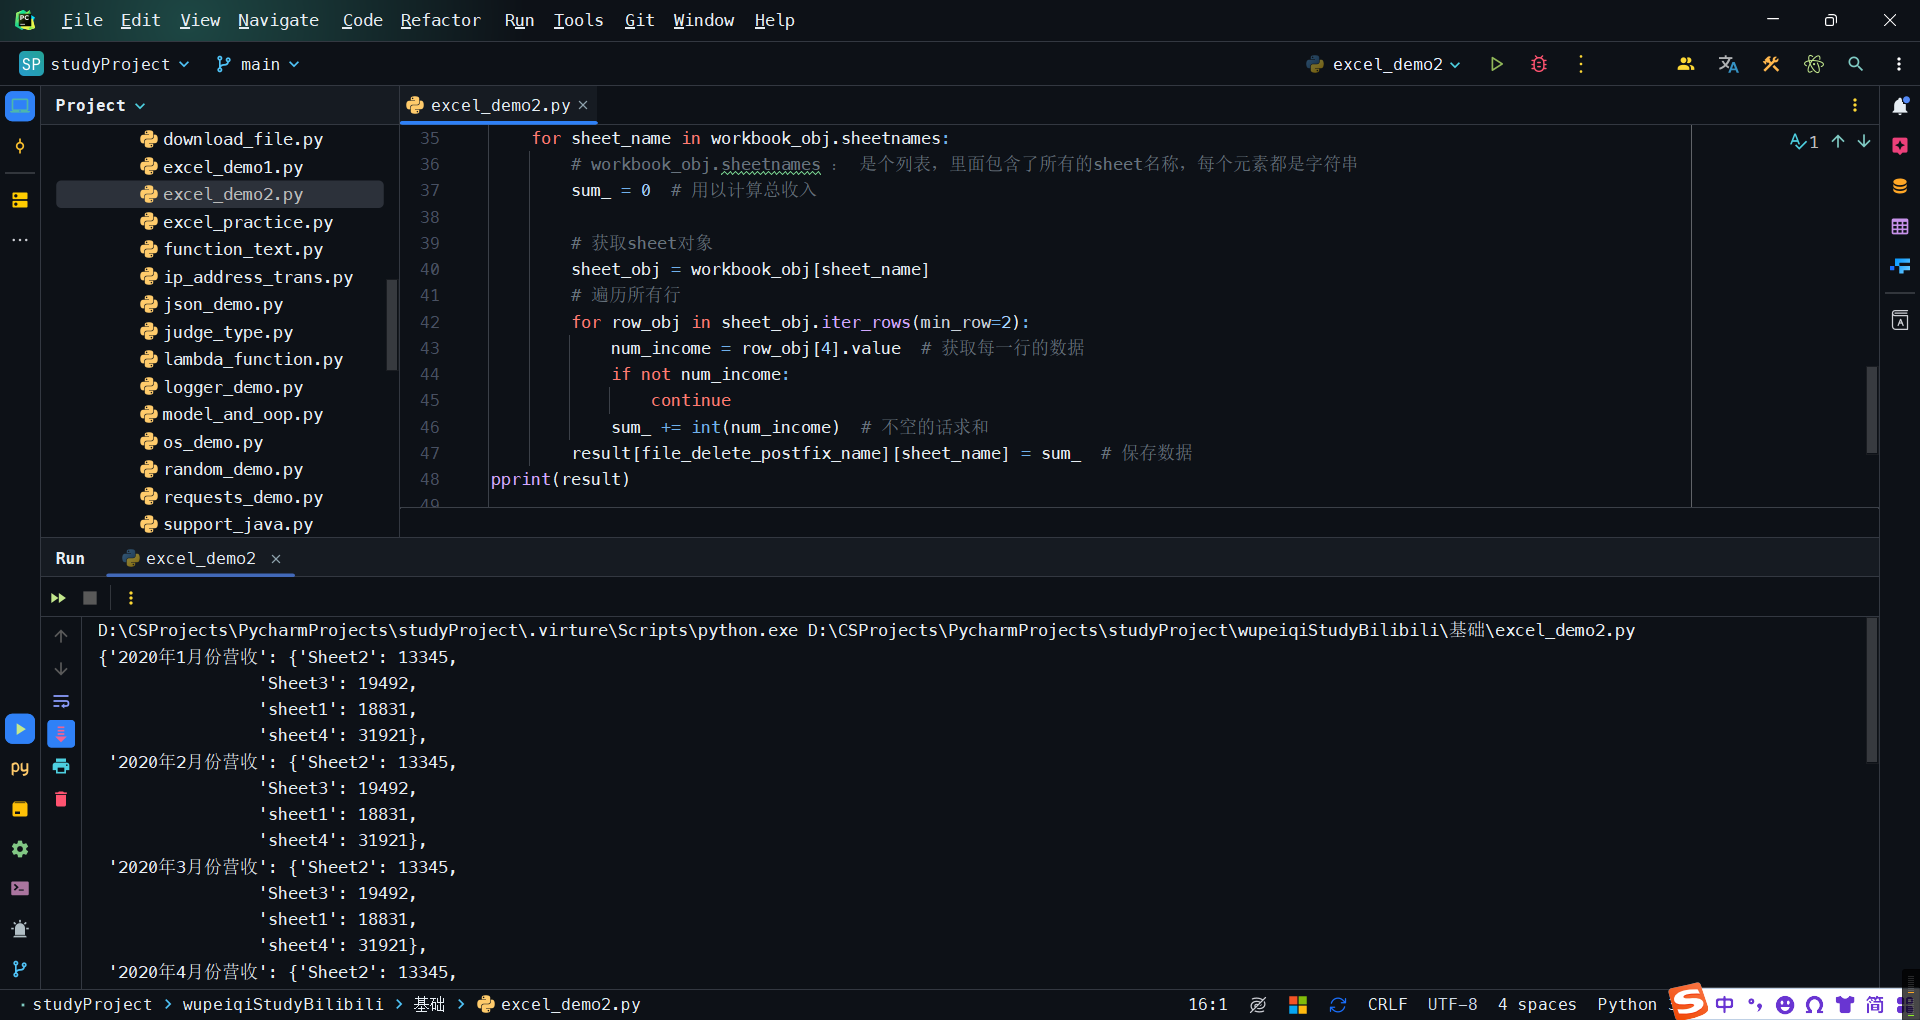 PC File Edit View Navigate Code Refactor Run Tools Git Window Help
SP studyProject main excel_demo2
Project
excel_demo2.py
download_file.py
excel_demo1.py
excel_demo2.py
excel_practice.py
function_text.py
ip_address_trans.py
json_demo.py
judge_type.py
lambda_function.py
logger_demo.py
model_and_oop.py
os_demo.py
random_demo.py
requests_demo.py
support_java.py
1
35 for sheet_name in workbook_obj.sheetnames:
36 # workbook_obj.sheetnames : 是个列表，里面包含了所有的sheet名称，每个元素都是字符串
37 sum_ = 0 # 用以计算总收入
38
39 # 获取sheet对象
40 sheet_obj = workbook_obj[sheet_name]
41 # 遍历所有行
42 for row_obj in sheet_obj.iter_rows(min_row=2):
43 num_income = row_obj[4].value # 获取每一行的数据
44 if not num_income:
45 continue
46 sum_ += int(num_income) # 不空的话求和
47 result[file_delete_postfix_name][sheet_name] = sum_ # 保存数据
48 pprint(result)
49
Run excel_demo2
D:\CSProjects\PycharmProjects\studyProject\.virture\Scripts\python.exe D:\CSProjects\PycharmProjects\studyProject\wupeiqiStudyBilibili\基础\excel_demo2.py
{'2020年1月份营收': {'Sheet2': 13345,
'Sheet3': 19492,
'sheet1': 18831,
'sheet4': 31921},
'2020年2月份营收': {'Sheet2': 13345,
'Sheet3': 19492,
'sheet1': 18831,
'sheet4': 31921},
'2020年3月份营收': {'Sheet2': 13345,
'Sheet3': 19492,
'sheet1': 18831,
'sheet4': 31921},
'2020年4月份营收': {'Sheet2': 13345,
py
studyProject > wupeiqiStudyBilibili > 基础 > excel_demo2.py
16:1 CRLF UTF-8 4 spaces Python
S 中 简